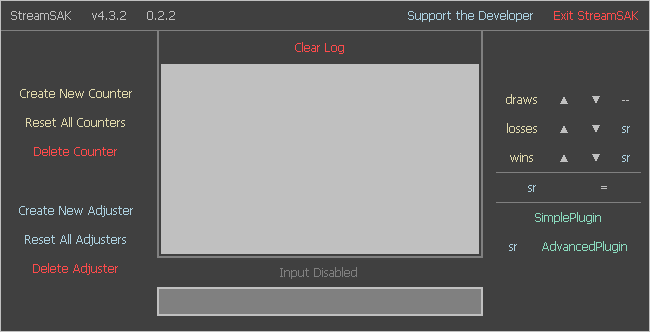 StreamSAK v4.3.2 0.2.2 Support the Developer Exit StreamSAK
Clear Log
Create New Counter
Reset All Counters
Delete Counter
Create New Adjuster
Reset All Adjusters
Delete Adjuster
Input Disabled
draws ▲ ▼ --
losses ▲ ▼ sr
wins ▲ ▼ sr
sr =
SimplePlugin
sr AdvancedPlugin